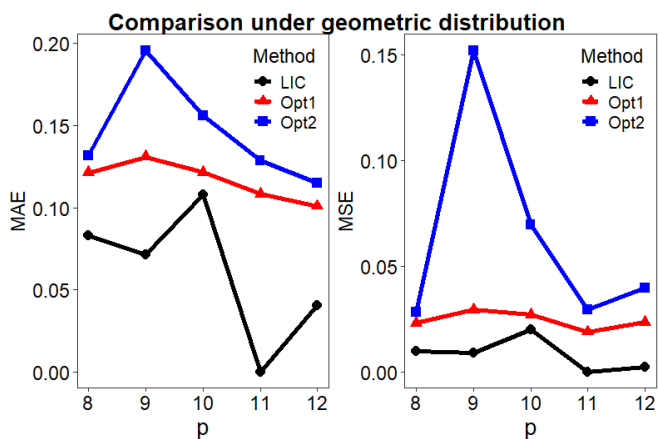 Comparison under geometric distribution
MAE
0.20
0.15
0.10
0.05
0.00
Method
LIC
Opt1
Opt2
8 9 10 11 12
p
MSE
0.15
0.10
0.05
0.00
Method
LIC
Opt1
Opt2
8 9 10 11 12
p